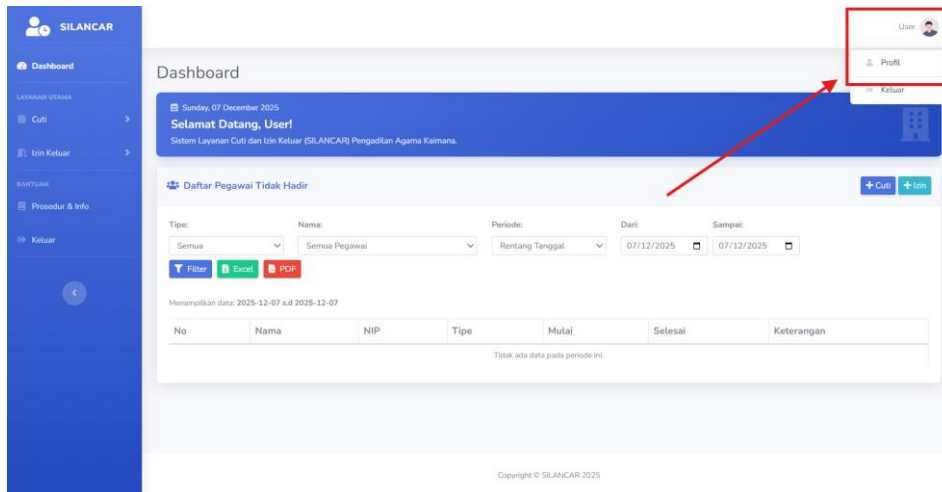 SILANCAR
User
Dashboard
Profil
Keluar
Dashboard
LAYANAN UTAMA
Cuti
Izin Keluar
BANTUAN
Prosedur & Info
Keluar
Sunday, 07 December 2025
Selamat Datang, User!
Sistem Layanan Cuti dan Izin Keluar (SILANCAR) Pengadilan Agama Kaimana.
Daftar Pegawai Tidak Hadir
+ Cuti
+ Izin
Tipe: Nama: Periode: Dari: Sampai:
Semua Semua Pegawai Rentang Tanggal 07/12/2025 07/12/2025
Filter Excel PDF
Menampilkan data: 2025-12-07 s.d 2025-12-07
No Nama NIP Tipe Mulai Selesai Keterangan
Tidak ada data pada periode ini.
Copyright © SILANCAR 2025